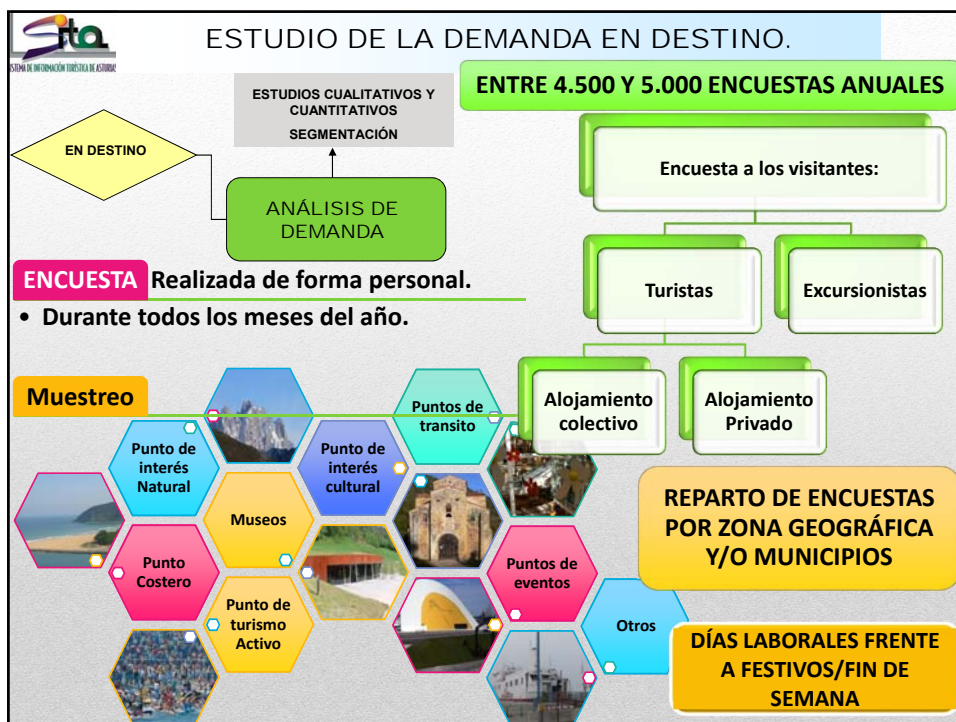 Sita
SISTEMA DE INFORMACIÓN TURÍSTICA DE ASTURIAS
ESTUDIO DE LA DEMANDA EN DESTINO.
ESTUDIOS CUALITATIVOS Y
CUANTITATIVOS
SEGMENTACIÓN
EN DESTINO
ANÁLISIS DE
DEMANDA
ENTRE 4.500 Y 5.000 ENCUESTAS ANUALES
Encuesta a los visitantes:
Turistas
Excursionistas
Alojamiento
colectivo
Alojamiento
Privado
ENCUESTA Realizada de forma personal.
• Durante todos los meses del año.
Muestreo
Punto de
interés
Natural
Punto de
interés
cultural
Puntos de
transito
Museos
Punto
Costero
Punto de
turismo
Activo
Puntos de
eventos
Otros
REPARTO DE ENCUESTAS
POR ZONA GEOGRÁFICA
Y/O MUNICIPIOS
DÍAS LABORALES FRENTE
A FESTIVOS/FIN DE
SEMANA